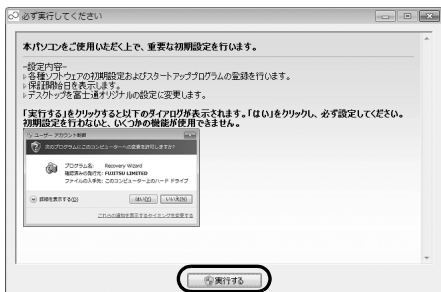 必ず実行してください
本パソコンをご使用いただく上で、重要な初期設定を行います。
-設定内容-
▷各種ソフトウェアの初期設定およびスタートアッププログラムの登録を行います。
▷保証開始日を表示します。
▷デスクトップを富士通オリジナルの設定に変更します。
「実行する」をクリックすると以下のダイアログが表示されます。「はい」をクリックし、必ず設定してください。
初期設定を行わないと、いくつかの機能が使用できません。
ユーザー アカウント制御
次のプログラムにこのコンピューターへの変更を許可しますか?
プログラム名: Recovery Wizard
確認済みの発行元: FUJITSU LIMITED
ファイルの入手先: このコンピューター上のハード ドライブ
詳細を表示する(D) はい(Y) いいえ(N)
これらの通知を表示するタイミングを変更する
実行する